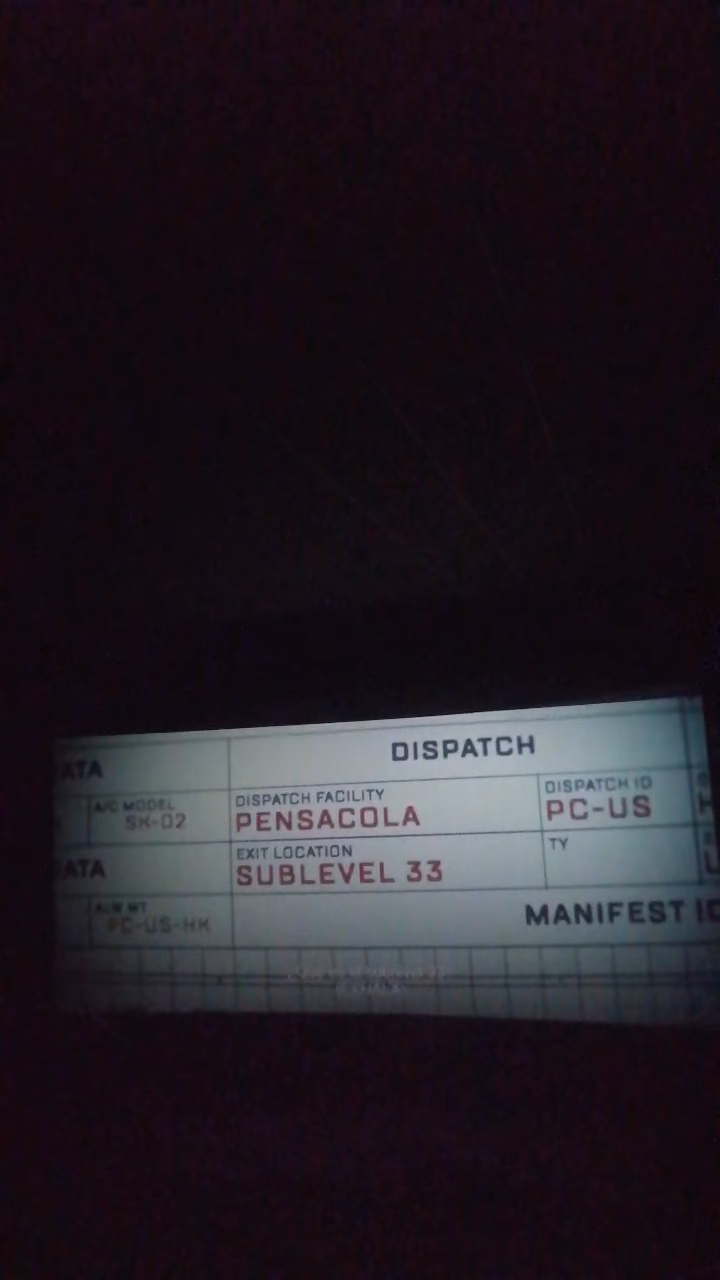 DISPATCH
ATA
A/C MODEL
SK-02
DISPATCH FACILITY
PENSACOLA
DISPATCH ID
PC-US
ATA
EXIT LOCATION
SUBLEVEL 33
TY
PC-US-HK
MANIFEST